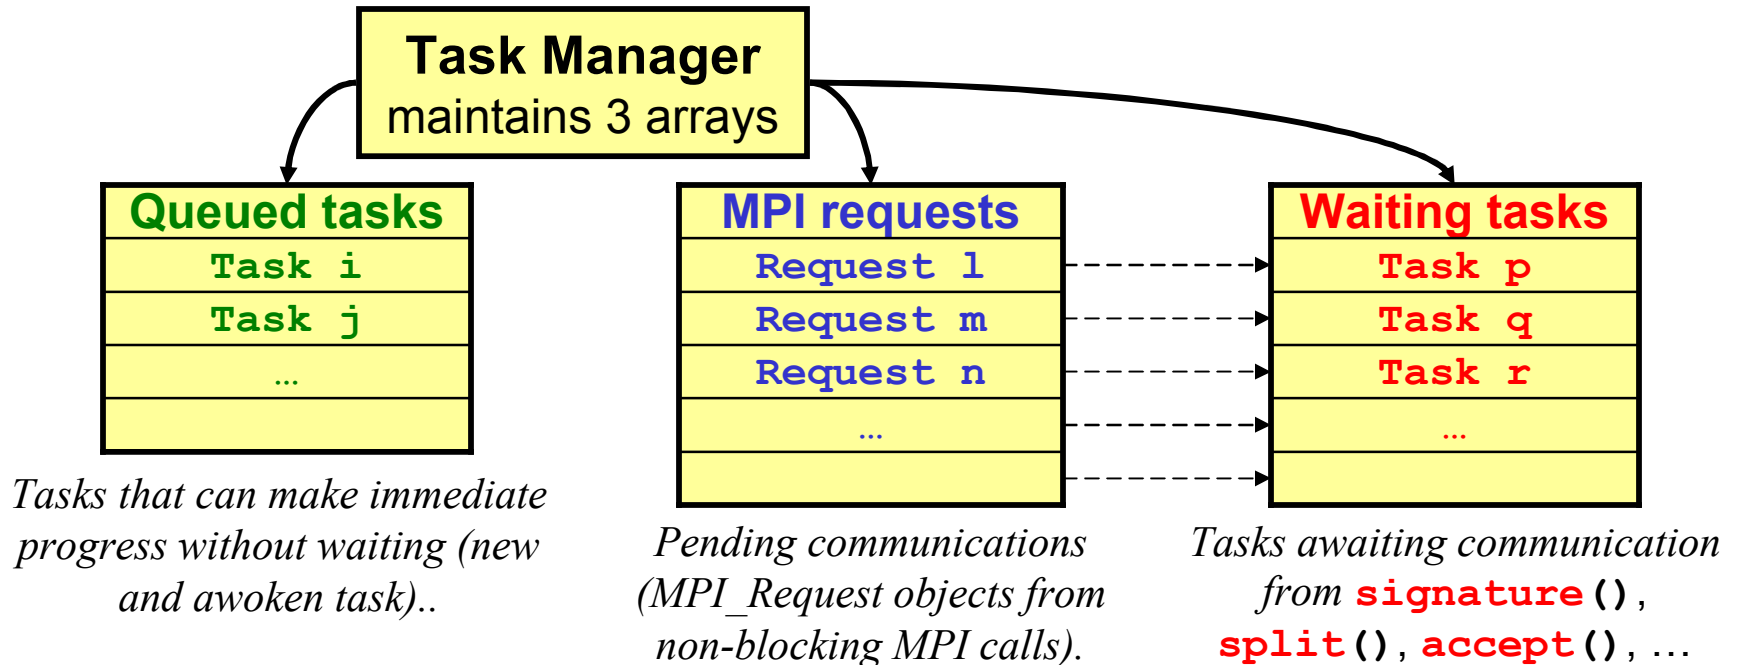 Task Manager
maintains 3 arrays
Queued tasks
Task i
Task j
...
Tasks that can make immediate
progress without waiting (new
and awoken task)..
MPI requests
Request l
Request m
Request n
...
Pending communications
(MPI_Request objects from
non-blocking MPI calls).
Waiting tasks
Task p
Task q
Task r
...
Tasks awaiting communication
from signature(),
split(), accept(), ...